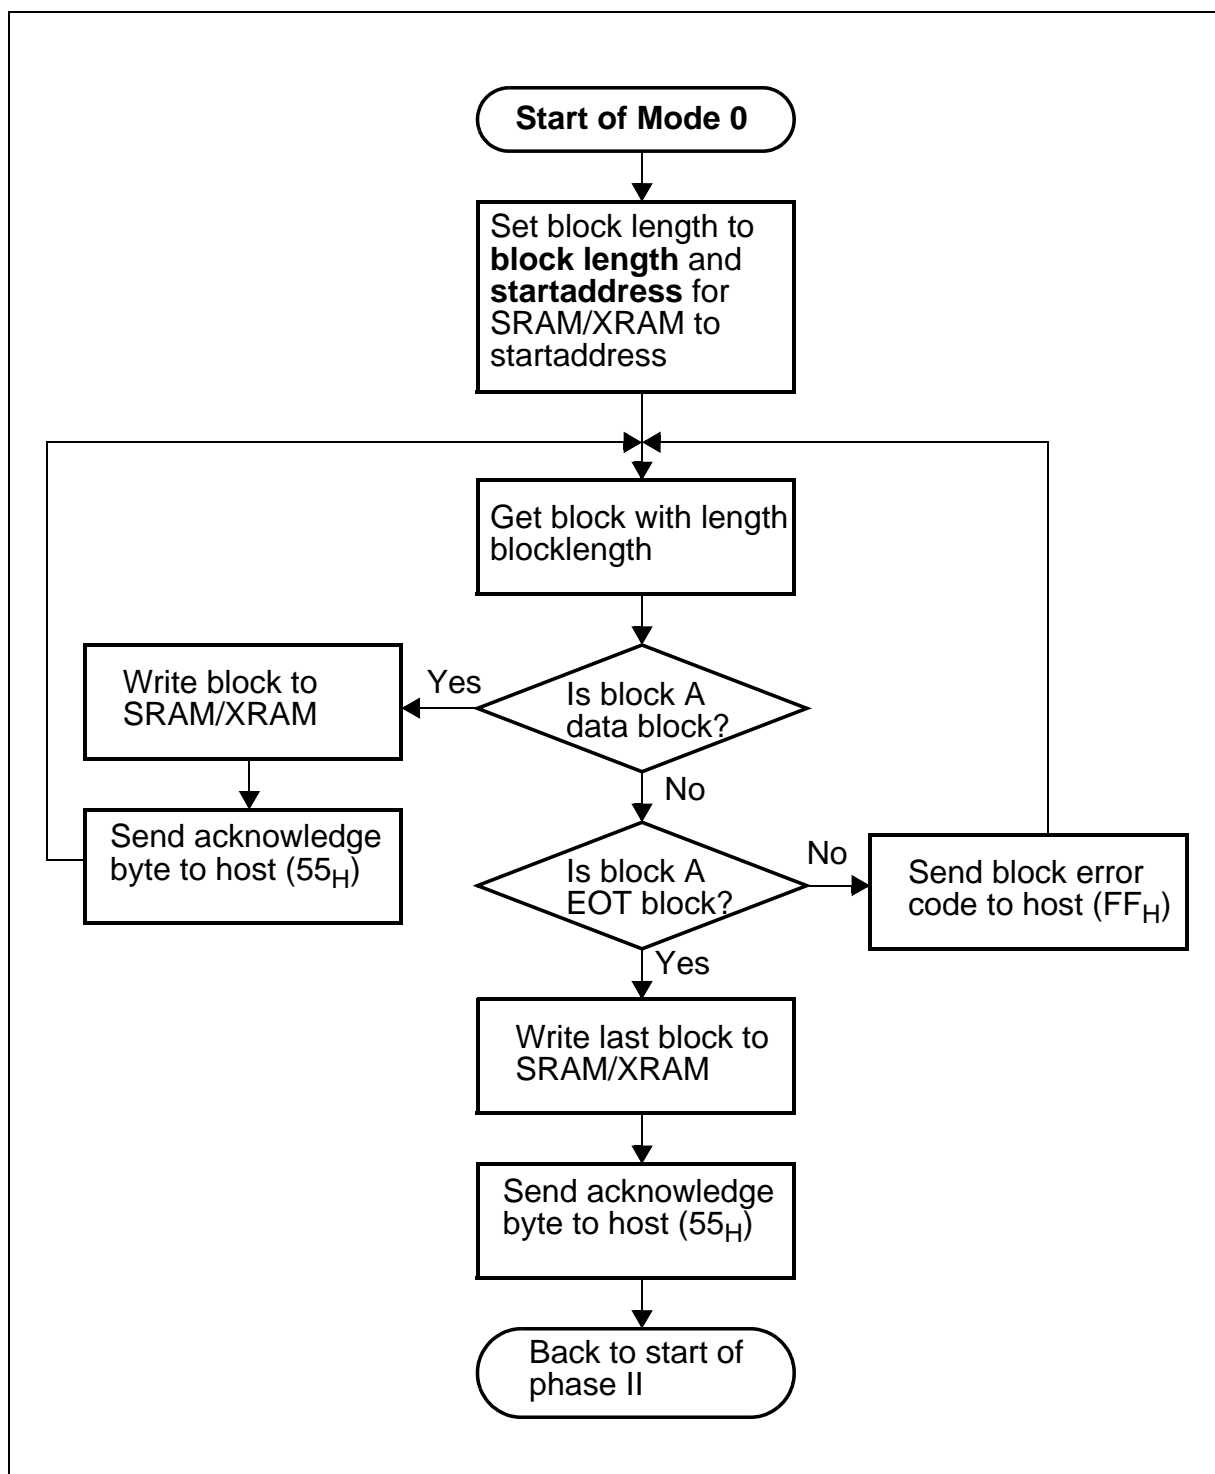 Start of Mode 0
Set block length to
block length and
startaddress for
SRAM/XRAM to
startaddress
Get block with length
blocklength
Is block A
data block?
Yes
Write block to
SRAM/XRAM
Send acknowledge
byte to host (55H)
No
Is block A
EOT block?
No
Send block error
code to host (FFH)
Yes
Write last block to
SRAM/XRAM
Send acknowledge
byte to host (55H)
Back to start of
phase II